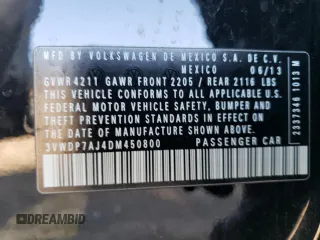 MFD BY VOLKSWAGEN DE MEXICO S.A. DE C.V.
MEXICO 06/13
GVWR 4211 GAWR FRONT 2205 / REAR 2116 LBS
THIS VEHICLE CONFORMS TO ALL APPLICABLE
FEDERAL MOTOR VEHICLE SAFETY, BUMPER AND
THEFT PREVENTION STANDARDS IN EFFECT ON THE
DATE OF MANUFACTURE SHOWN ABOVE
3VWDP7AJ4DM450800 PASSENGER CAR
2337346 1013 M
DREAMBID